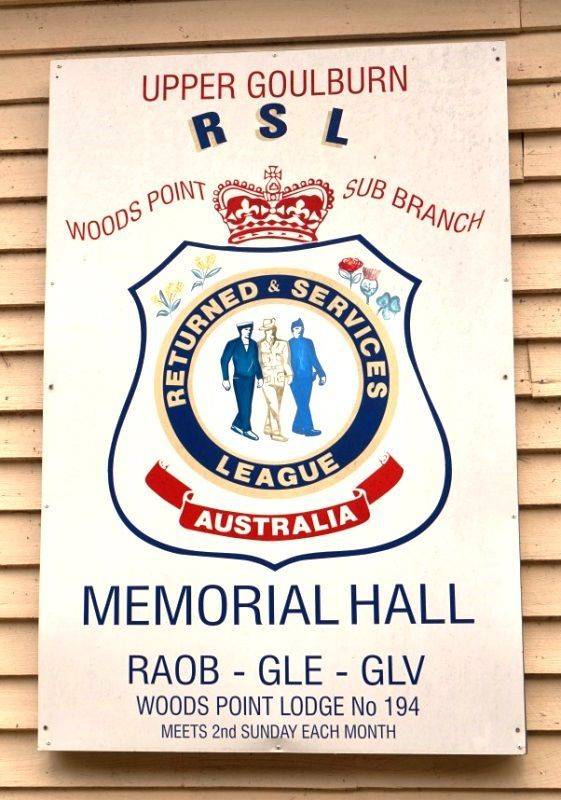 UPPER GOULBURN
RSL
WOODS POINT SUB BRANCH
RETURNED & SERVICES
LEAGUE
AUSTRALIA
MEMORIAL HALL
RAOB - GLE - GLV
WOODS POINT LODGE No 194
MEETS 2nd SUNDAY EACH MONTH